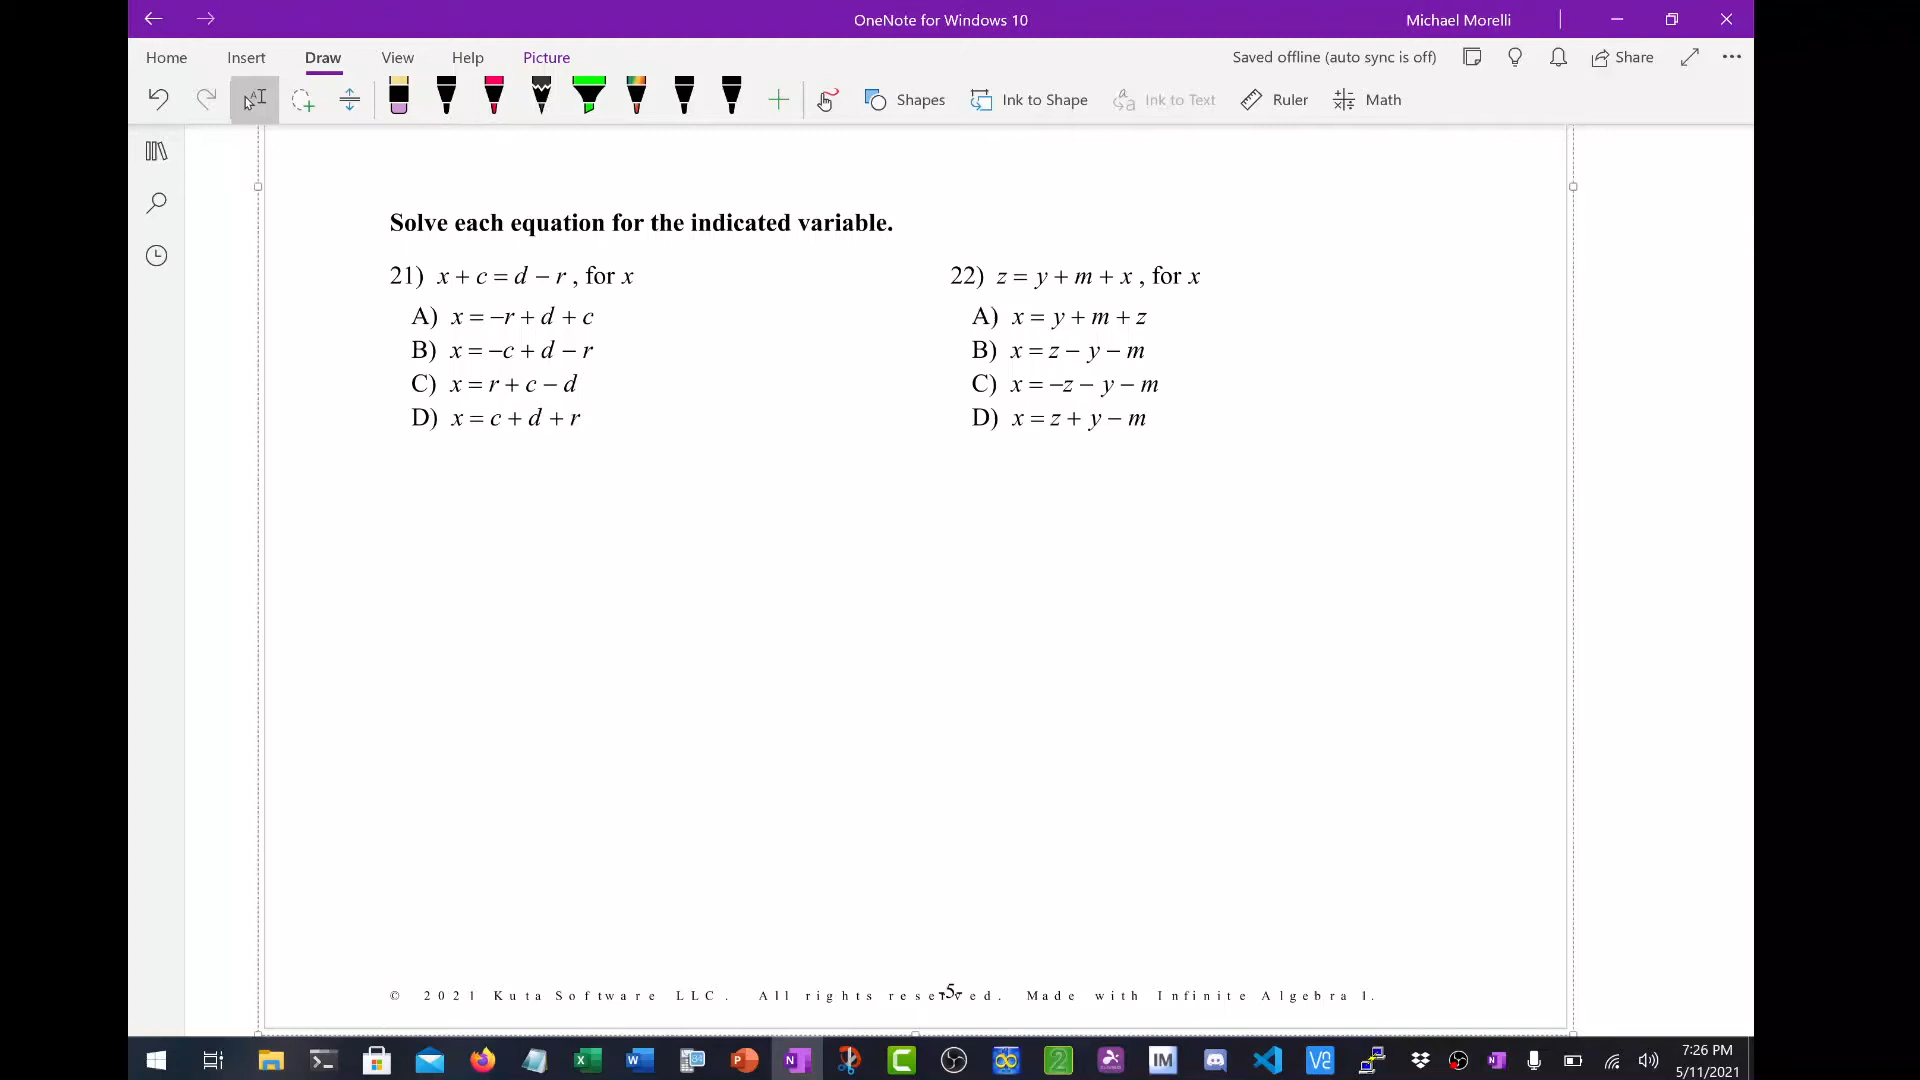 OneNote for Windows 10
Michael Morelli
Home Insert Draw View Help Picture
Saved offline (auto sync is off)
Share
Shapes Ink to Shape Ink to Text Ruler Math
Solve each equation for the indicated variable.
21) x + c = d − r , for x
A) x = −r + d + c
B) x = −c + d − r
C) x = r + c − d
D) x = c + d + r
22) z = y + m + x , for x
A) x = y + m + z
B) x = z − y − m
C) x = −z − y − m
D) x = z + y − m
© 2021 Kuta Software LLC. All rights reserved. Made with Infinite Algebra 1.
-5-
7:26 PM
5/11/2021